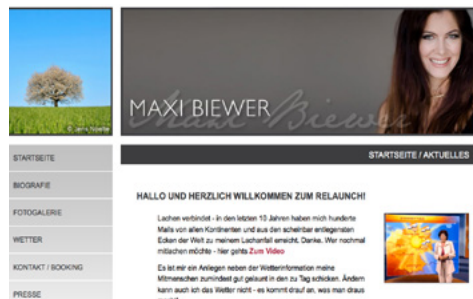 © Jens Noelte
MAXI BIEWER
Maxi Biewer
STARTSEITE / AKTUELLES
STARTSEITE
BIOGRAFIE
FOTOGALERIE
WETTER
KONTAKT / BOOKING
PRESSE
HALLO UND HERZLICH WILLKOMMEN ZUM RELAUNCH!
Lachen verbindet - in den letzten 10 Jahren haben mich hunderte
Mails von allen Kontinenten und aus den scheinbar entlegensten
Ecken der Welt zu meinem Lachanfall erreicht. Danke. Wer nochmal
mitlachen möchte - hier gehts Zum Video
Es ist mir ein Anliegen neben der Wetterinformation meine
Mitmenschen zumindest gut gelaunt in den zu Tag schicken. Ändern
kann auch ich das Wetter nicht - es kommt drauf an, was man draus